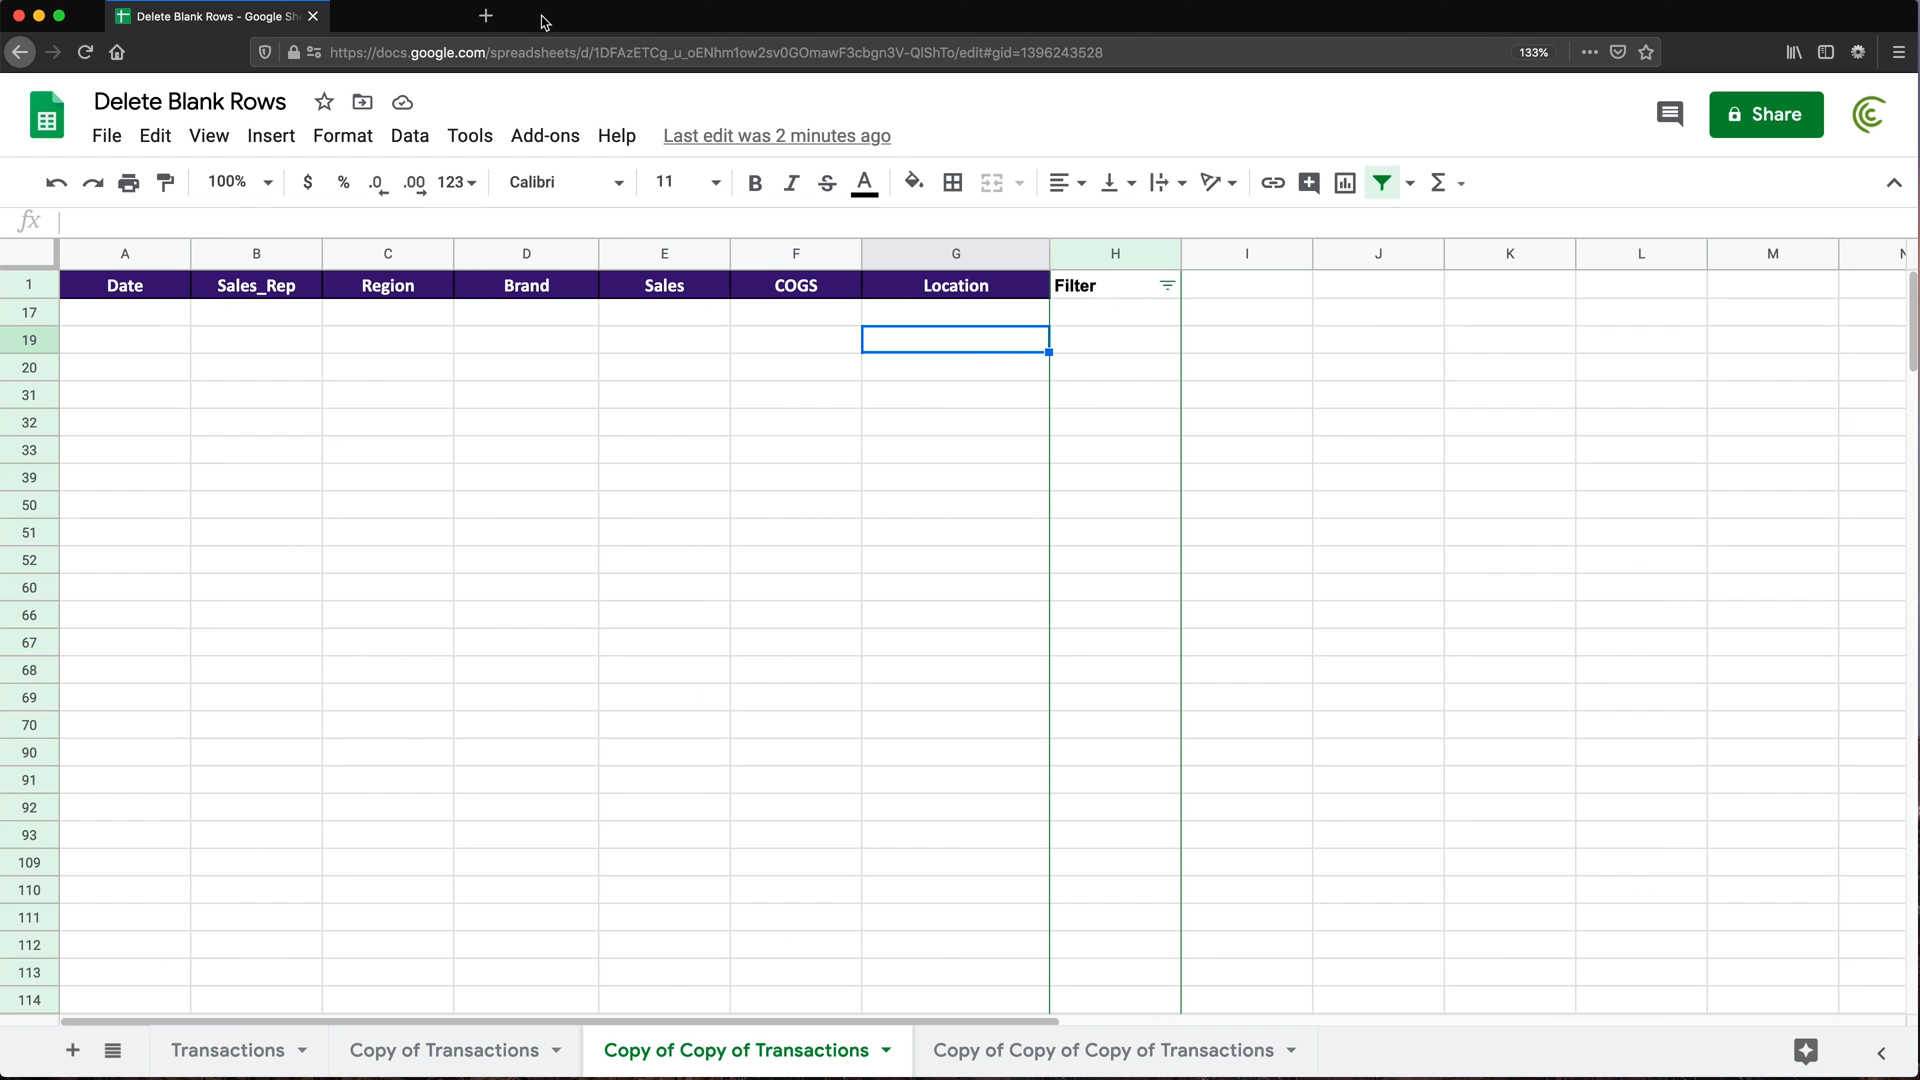 Delete Blank Rows - Google Sh
https://docs.google.com/spreadsheets/d/1DFAzETCg_u_oENhm1ow2sv0GOmawF3cbgn3V-QIShTo/edit#gid=1396243528
133%
Delete Blank Rows
Share
File Edit View Insert Format Data Tools Add-ons Help Last edit was 2 minutes ago
100% $ % .0 .00 123 Calibri 11 B I S A Σ
fx
A B C D E F G H I J K L M N
1 Date Sales_Rep Region Brand Sales COGS Location Filter
17
19
20
31
32
33
39
50
51
52
60
66
67
68
69
70
90
91
92
93
109
110
111
112
113
114
Transactions Copy of Transactions Copy of Copy of Transactions Copy of Copy of Copy of Transactions